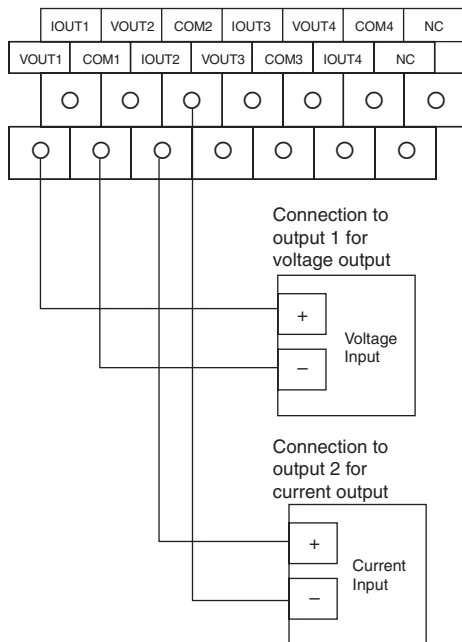 IOUT1 VOUT2 COM2 IOUT3 VOUT4 COM4 NC
VOUT1 COM1 IOUT2 VOUT3 COM3 IOUT4 NC
Connection to
output 1 for
voltage output
+
Voltage
Input
−
Connection to
output 2 for
current output
+
Current
Input
−